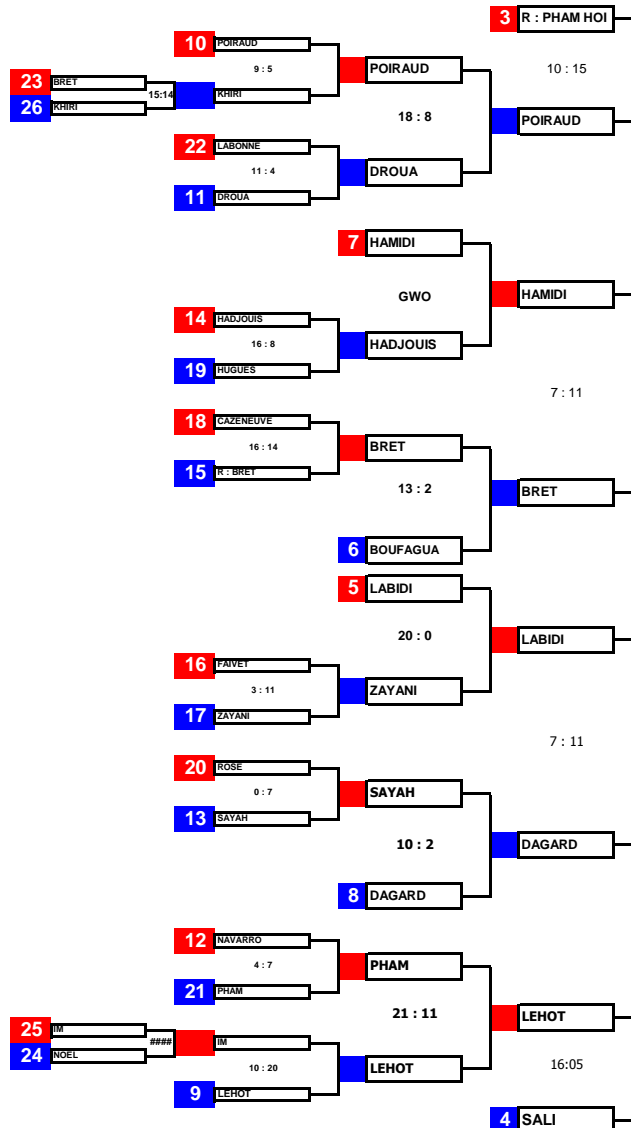 3 R : PHAM HOI
10 POIRAUD
9 : 5
POIRAUD
10 : 15
23 BRET
15:14
KHIRI
26 KHIRI
18 : 8
POIRAUD
22 LABONNE
11 : 4
DROUA
11 DROUA
7 HAMIDI
GWO
HAMIDI
14 HADJOUIS
16 : 8
HADJOUIS
19 HUGUES
7 : 11
18 CAZENEUVE
16 : 14
BRET
15 R : BRET
13 : 2
BRET
6 BOUFAGUA
5 LABIDI
20 : 0
LABIDI
16 FAIVET
3 : 11
ZAYANI
17 ZAYANI
7 : 11
20 ROSE
0 : 7
SAYAH
13 SAYAH
10 : 2
DAGARD
8 DAGARD
12 NAVARRO
4 : 7
PHAM
21 PHAM
21 : 11
LEHOT
25 IM
####
IM
24 NOEL
10 : 20
LEHOT
16:05
9 LEHOT
4 SALI